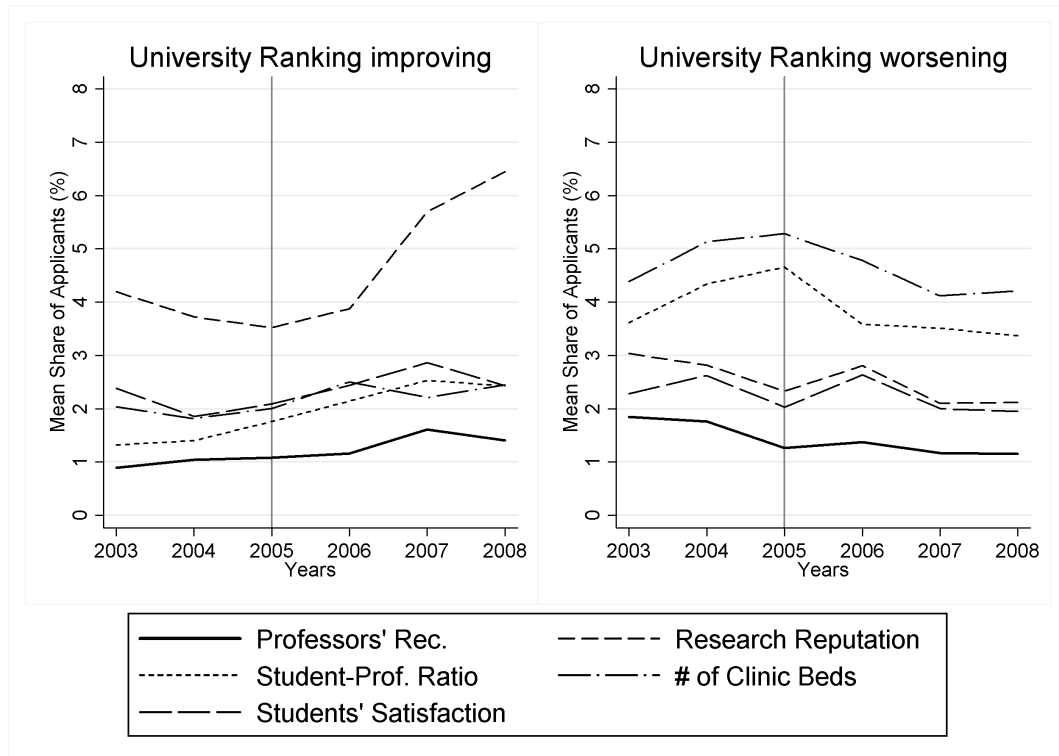 University Ranking improving
Mean Share of Applicants (%)
8
7
6
5
4
3
2
1
0
2003 2004 2005 2006 2007 2008
Years
University Ranking worsening
Mean Share of Applicants (%)
8
7
6
5
4
3
2
1
0
2003 2004 2005 2006 2007 2008
Years
Professors' Rec.
Research Reputation
Student-Prof. Ratio
# of Clinic Beds
Students' Satisfaction